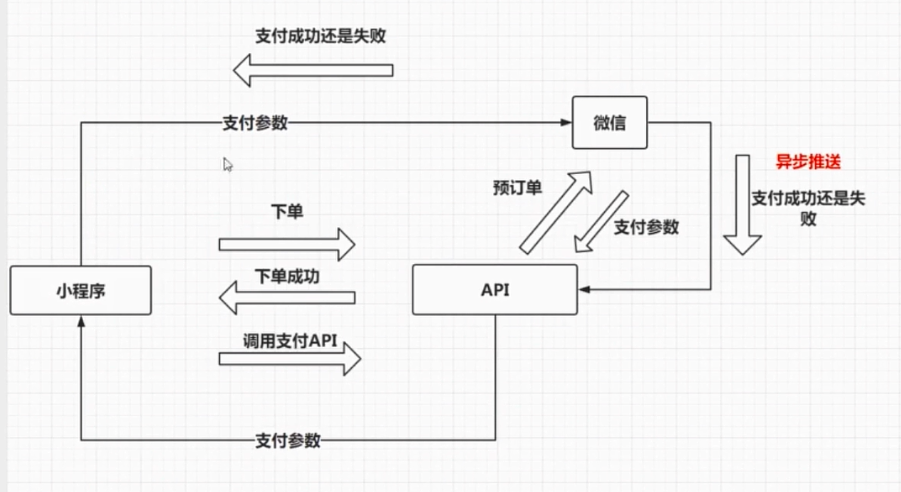 支付成功还是失败
支付参数
微信
异步推送
支付成功还是失
败
预订单
支付参数
下单
下单成功
小程序
API
调用支付API
支付参数